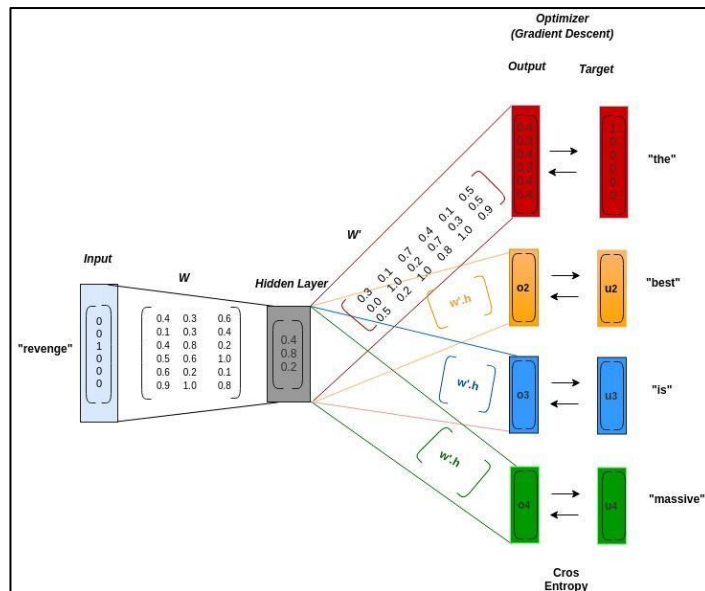 Optimizer
(Gradient Descent)
Output Target
"the"
W'
0.3 0.1 0.7 0.4 0.1 0.5
0.0 1.0 0.2 0.7 0.3 0.5
0.5 0.2 1.0 0.8 1.0 0.9
Input
W
Hidden Layer
"revenge"
0
0
1
0
0
0
0.4 0.3 0.6
0.1 0.3 0.4
0.4 0.8 0.2
0.5 0.6 1.0
0.6 0.2 0.1
0.9 1.0 0.8
0.4
0.8
0.2
w'.h
o2 u2 "best"
w'.h
o3 u3 "is"
w'.h
o4 u4 "massive"
Cros
Entropy